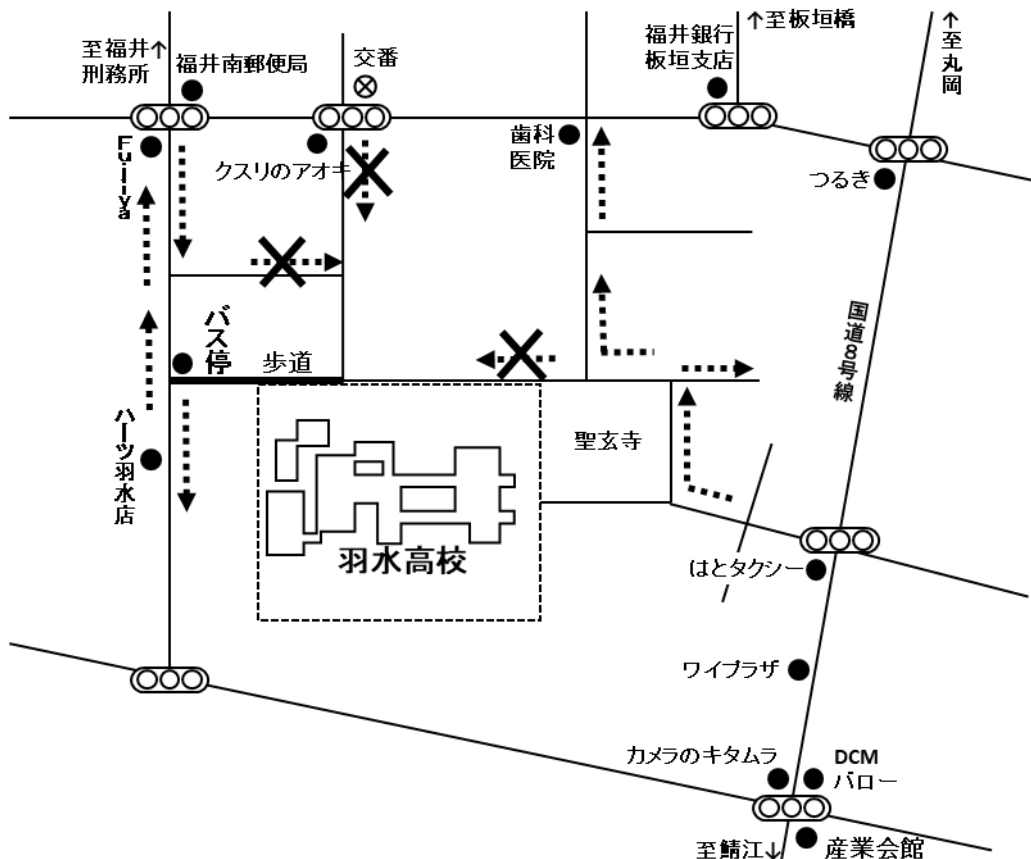 至福井↑
刑務所
福井南郵便局
交番
福井銀行
板垣支店
↑至板垣橋
↑至丸岡
Fujiya
クスリのアオキ
歯科
医院
つるき
国道8号線
バス停
歩道
ハーツ羽水店
聖玄寺
羽水高校
はとタクシー
ワイプラザ
カメラのキタムラ
DCM
バロー
至鯖江↓
産業会館